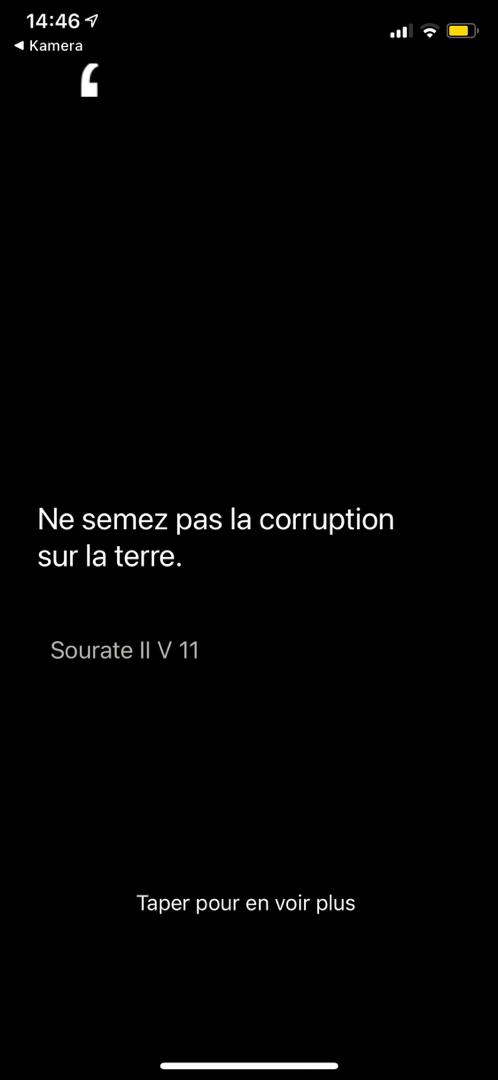 14:46
◀ Kamera
‘
Ne semez pas la corruption
sur la terre.
Sourate II V 11
Taper pour en voir plus